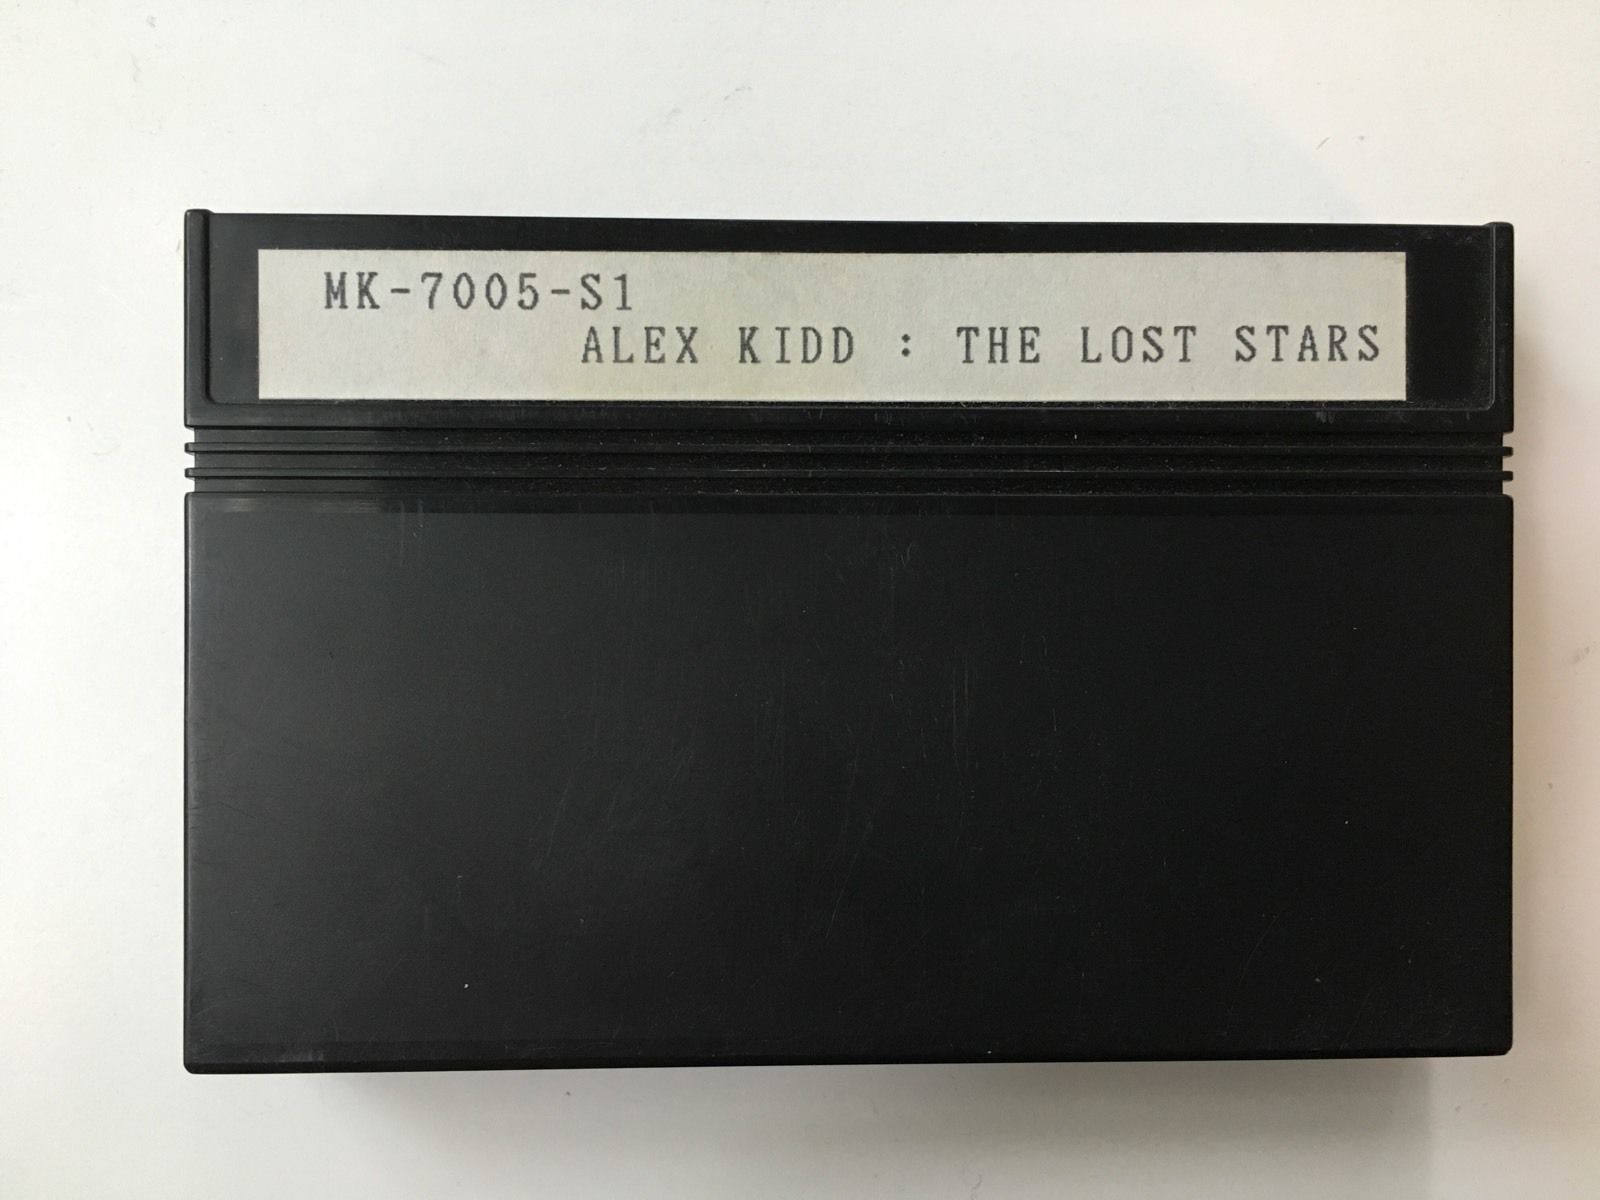 MK-7005-S1
ALEX KIDD : THE LOST STARS